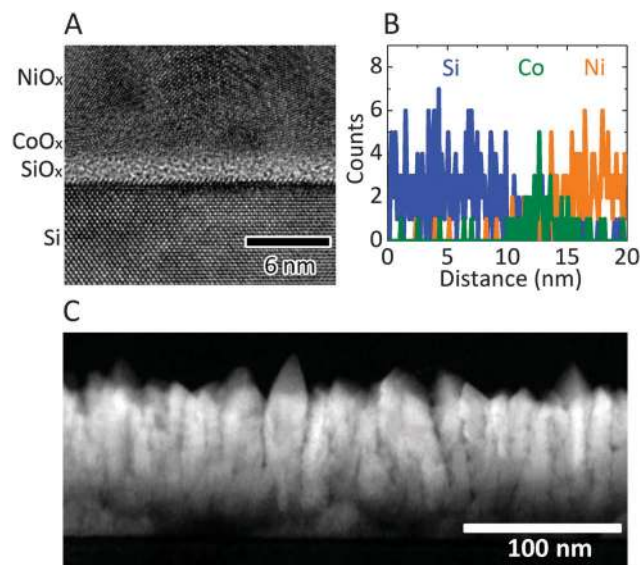 A
NiOₓ
CoOₓ
SiOₓ
Si
6 nm
B
Si Co Ni
8
6
4
2
0
Counts
0 5 10 15 20
Distance (nm)
C
100 nm